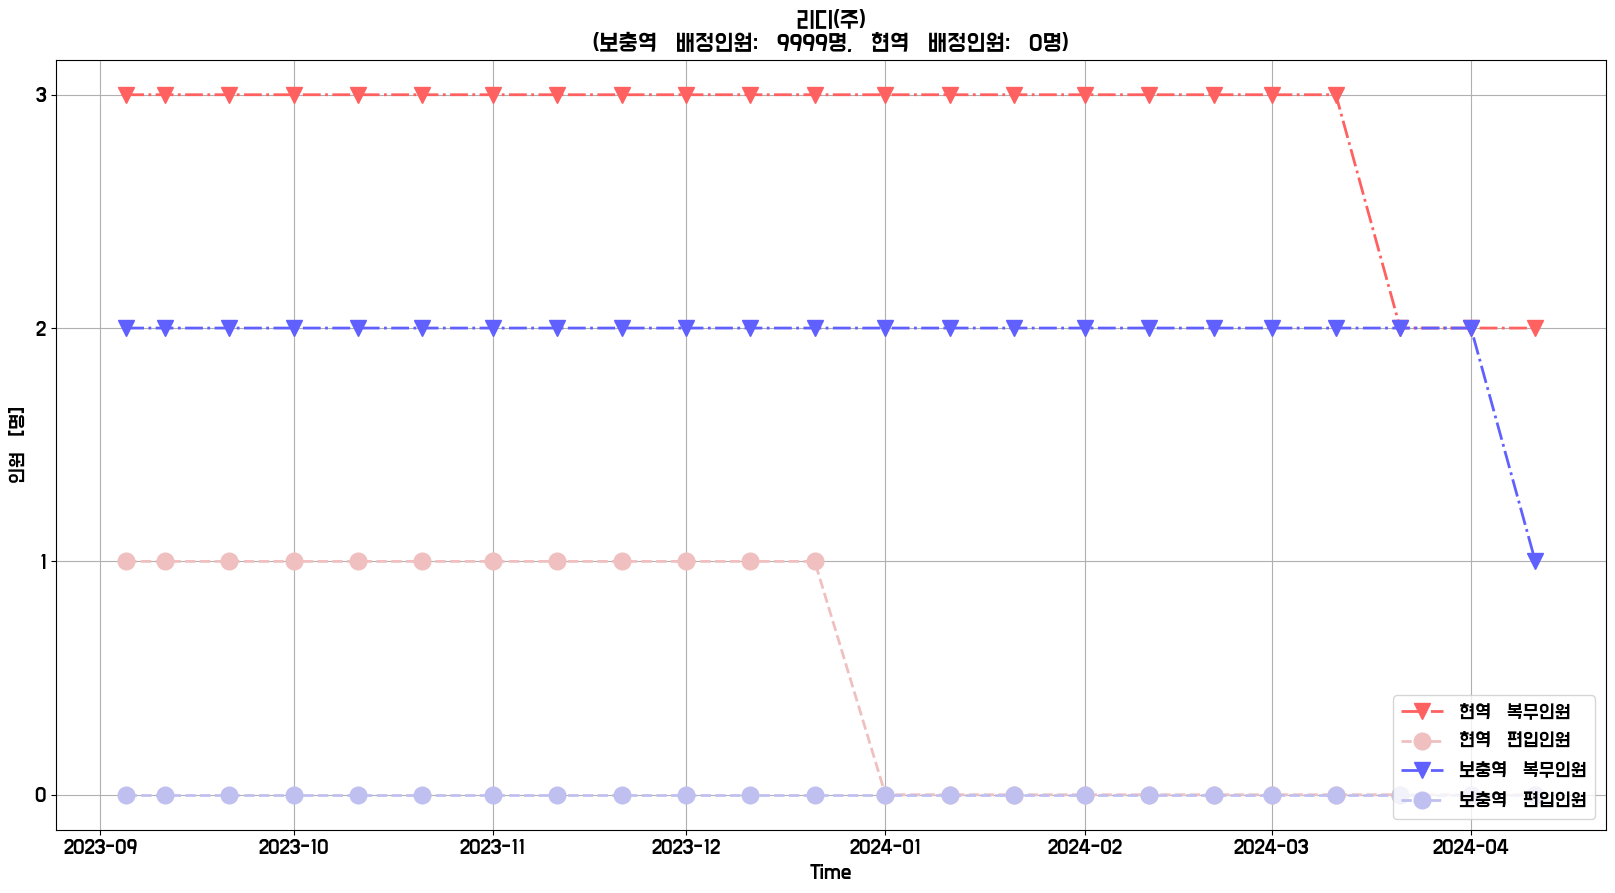 리디(주)
(보충역 배정인원: 9999명, 현역 배정인원: 0명)
3
2
1
0
인원 [명]
2023-09 2023-10 2023-11 2023-12 2024-01 2024-02 2024-03 2024-04
Time
현역 복무인원
현역 편입인원
보충역 복무인원
보충역 편입인원